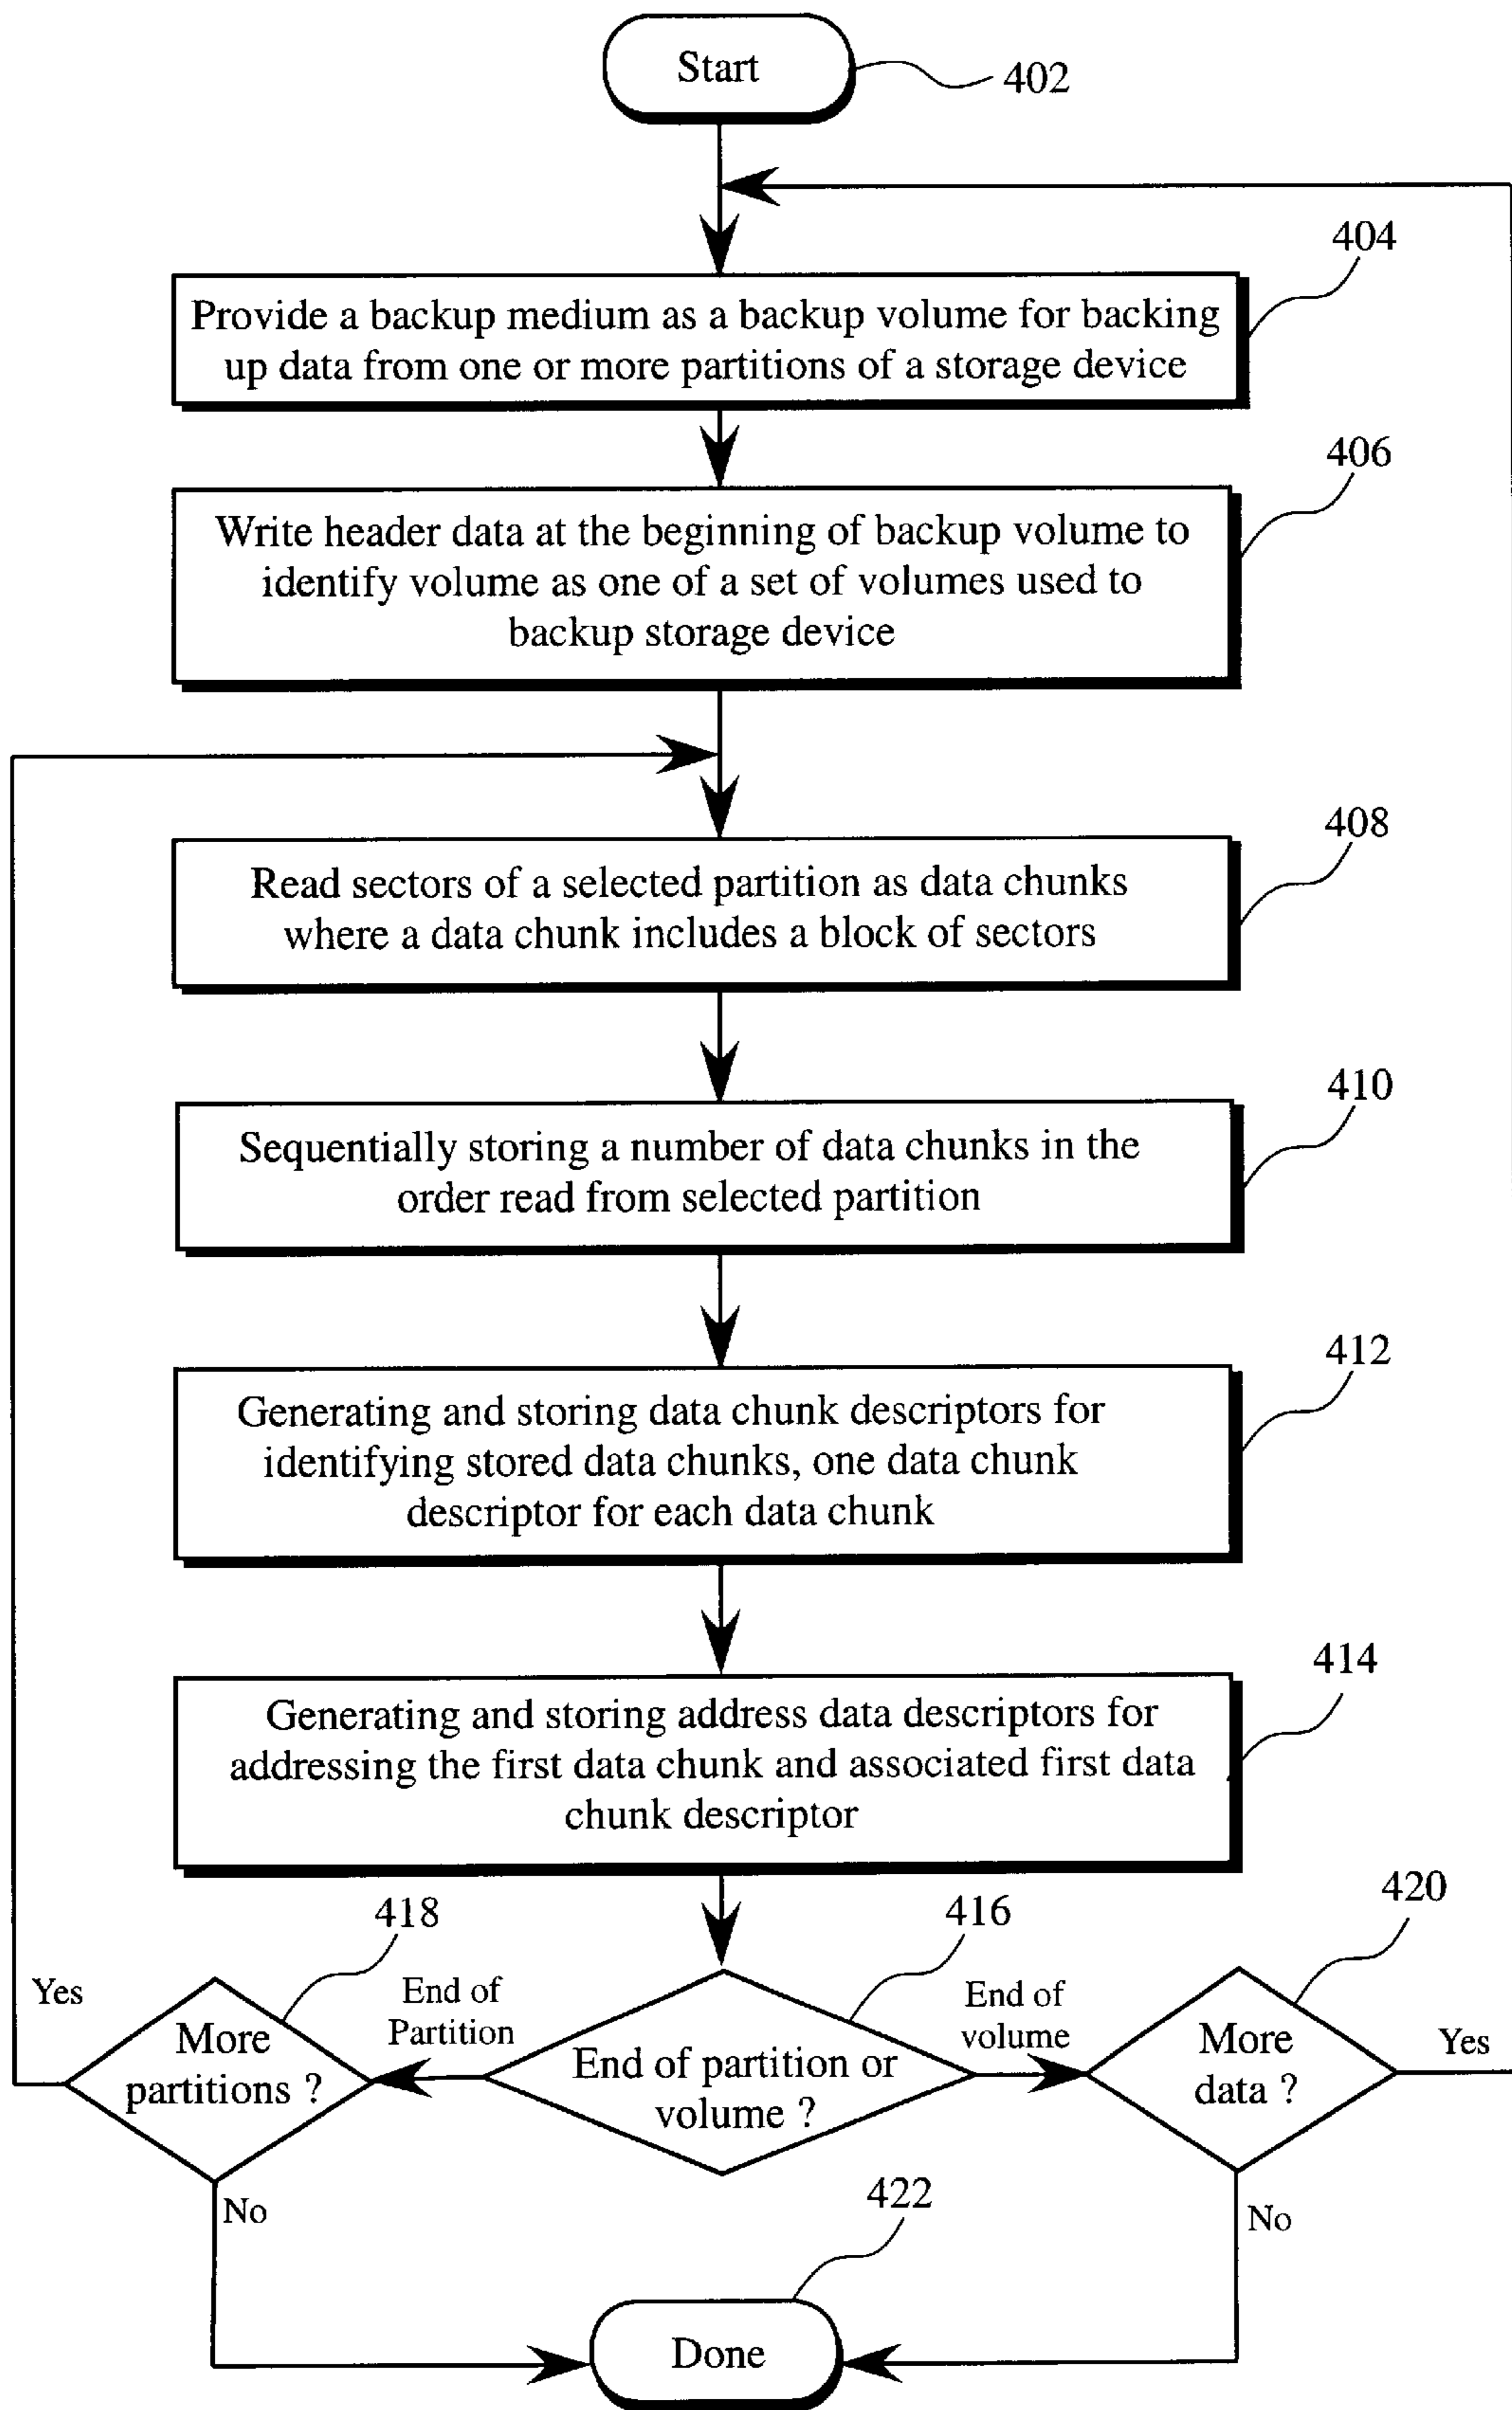 Start
402
404
Provide a backup medium as a backup volume for backing
up data from one or more partitions of a storage device
406
Write header data at the beginning of backup volume to
identify volume as one of a set of volumes used to
backup storage device
408
Read sectors of a selected partition as data chunks
where a data chunk includes a block of sectors
410
Sequentially storing a number of data chunks in the
order read from selected partition
412
Generating and storing data chunk descriptors for
identifying stored data chunks, one data chunk
descriptor for each data chunk
414
Generating and storing address data descriptors for
addressing the first data chunk and associated first data
chunk descriptor
418
416
420
Yes
End of
Partition
End of
volume
Yes
More
partitions ?
End of partition or
volume ?
More
data ?
No
422
No
Done